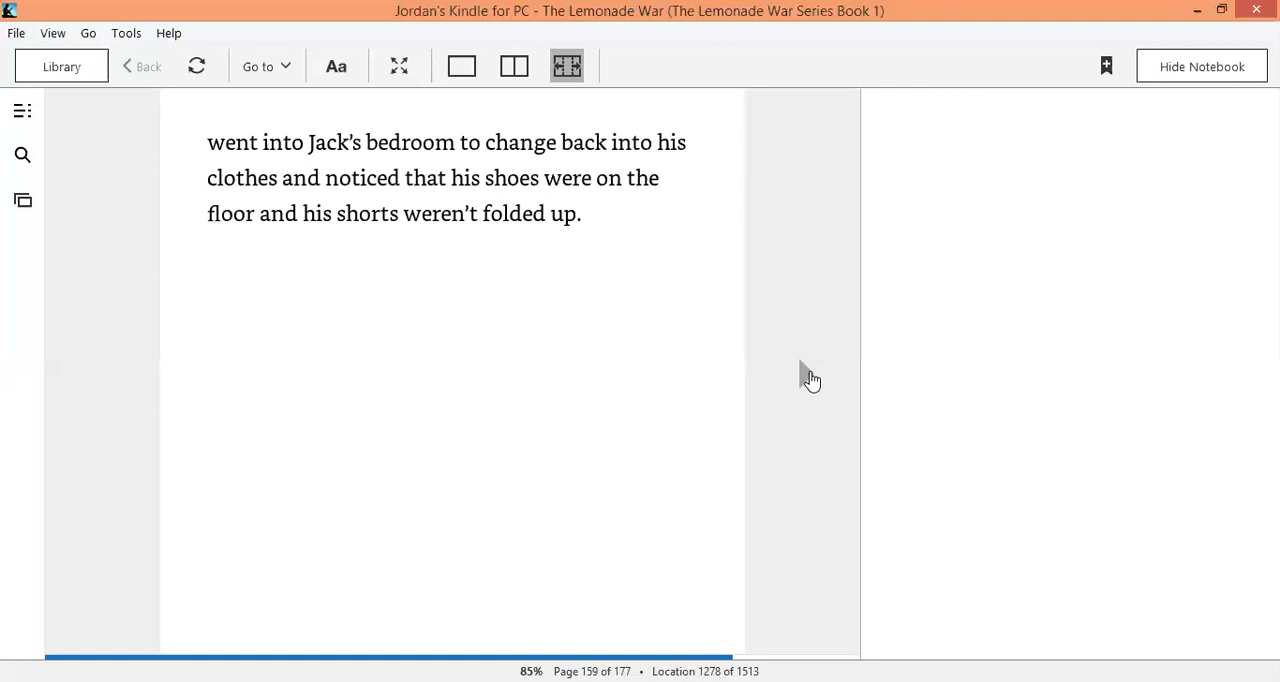 Jordan's Kindle for PC - The Lemonade War (The Lemonade War Series Book 1)
File View Go Tools Help
Library Back Go to Aa Hide Notebook
went into Jack’s bedroom to change back into his
clothes and noticed that his shoes were on the
floor and his shorts weren’t folded up.
85% Page 159 of 177 • Location 1278 of 1513